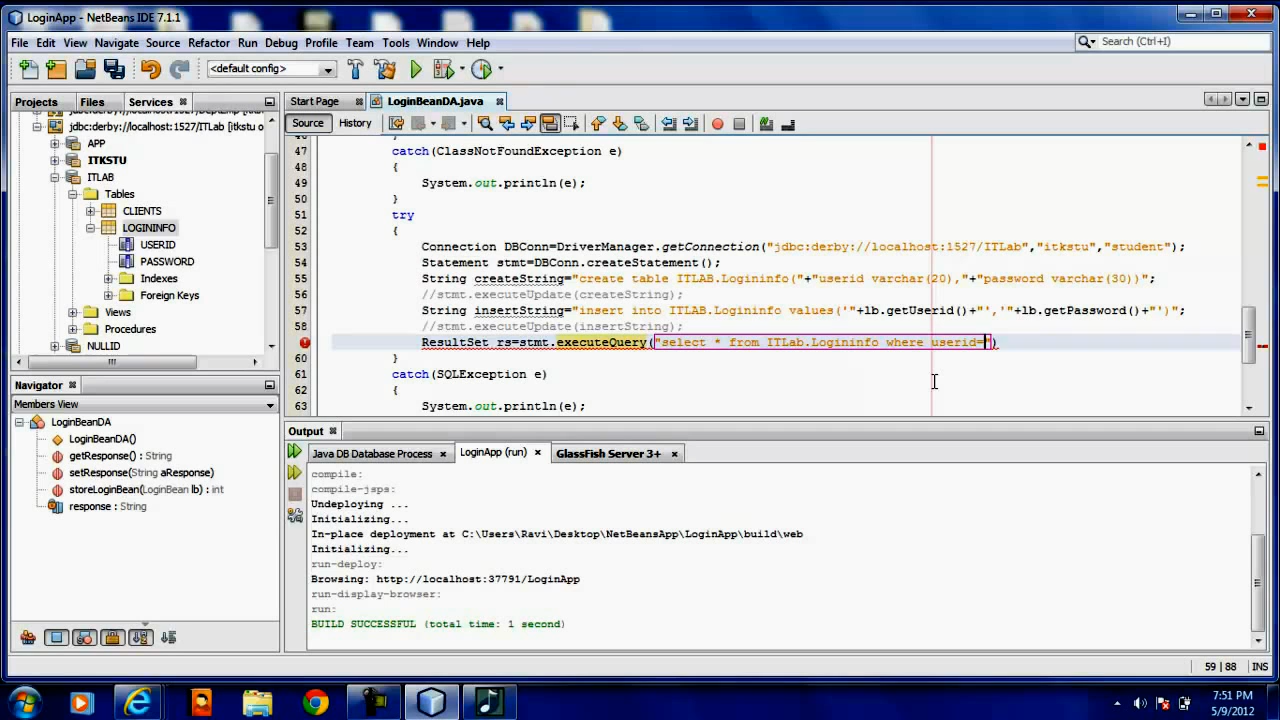 LoginApp - NetBeans IDE 7.1.1
File Edit View Navigate Source Refactor Run Debug Profile Team Tools Window Help
Search (Ctrl+I)
<default config>
Projects Files Services
Start Page LoginBeanDA.java
Source History
jdbc:derby://localhost:1527/ITLab [itkstu o
APP
ITKSTU
ITLAB
Tables
CLIENTS
LOGININFO
USERID
PASSWORD
Indexes
Foreign Keys
Views
Procedures
NULLID
47 catch(ClassNotFoundException e)
48 {
49 System.out.println(e);
50 }
51 try
52 {
53 Connection DBConn=DriverManager.getConnection("jdbc:derby://localhost:1527/ITLab","itkstu","student");
54 Statement stmt=DBConn.createStatement();
55 String createString="create table ITLAB.Logininfo("+"userid varchar(20),"+"password varchar(30))";
56 //stmt.executeUpdate(createString);
57 String insertString="insert into ITLAB.Logininfo values('"+lb.getUserid()+"','"+lb.getPassword()+"')";
58 //stmt.executeUpdate(insertString);
ResultSet rs=stmt.executeQuery("select * from ITLab.Logininfo where userid=")
60 }
61 catch(SQLException e)
62 {
63 System.out.println(e);
Navigator
Members View
LoginBeanDA
LoginBeanDA()
getResponse() : String
setResponse(String aResponse)
storeLoginBean(LoginBean lb) : int
response : String
Output
Java DB Database Process LoginApp (run) GlassFish Server 3+
compile:
compile-jsps:
Undeploying ...
Initializing...
In-place deployment at C:\Users\Ravi\Desktop\NetBeansApp\LoginApp\build\web
Initializing...
run-deploy:
Browsing: http://localhost:37791/LoginApp
run-display-browser:
run:
BUILD SUCCESSFUL (total time: 1 second)
59 | 88 INS
7:51 PM
5/9/2012